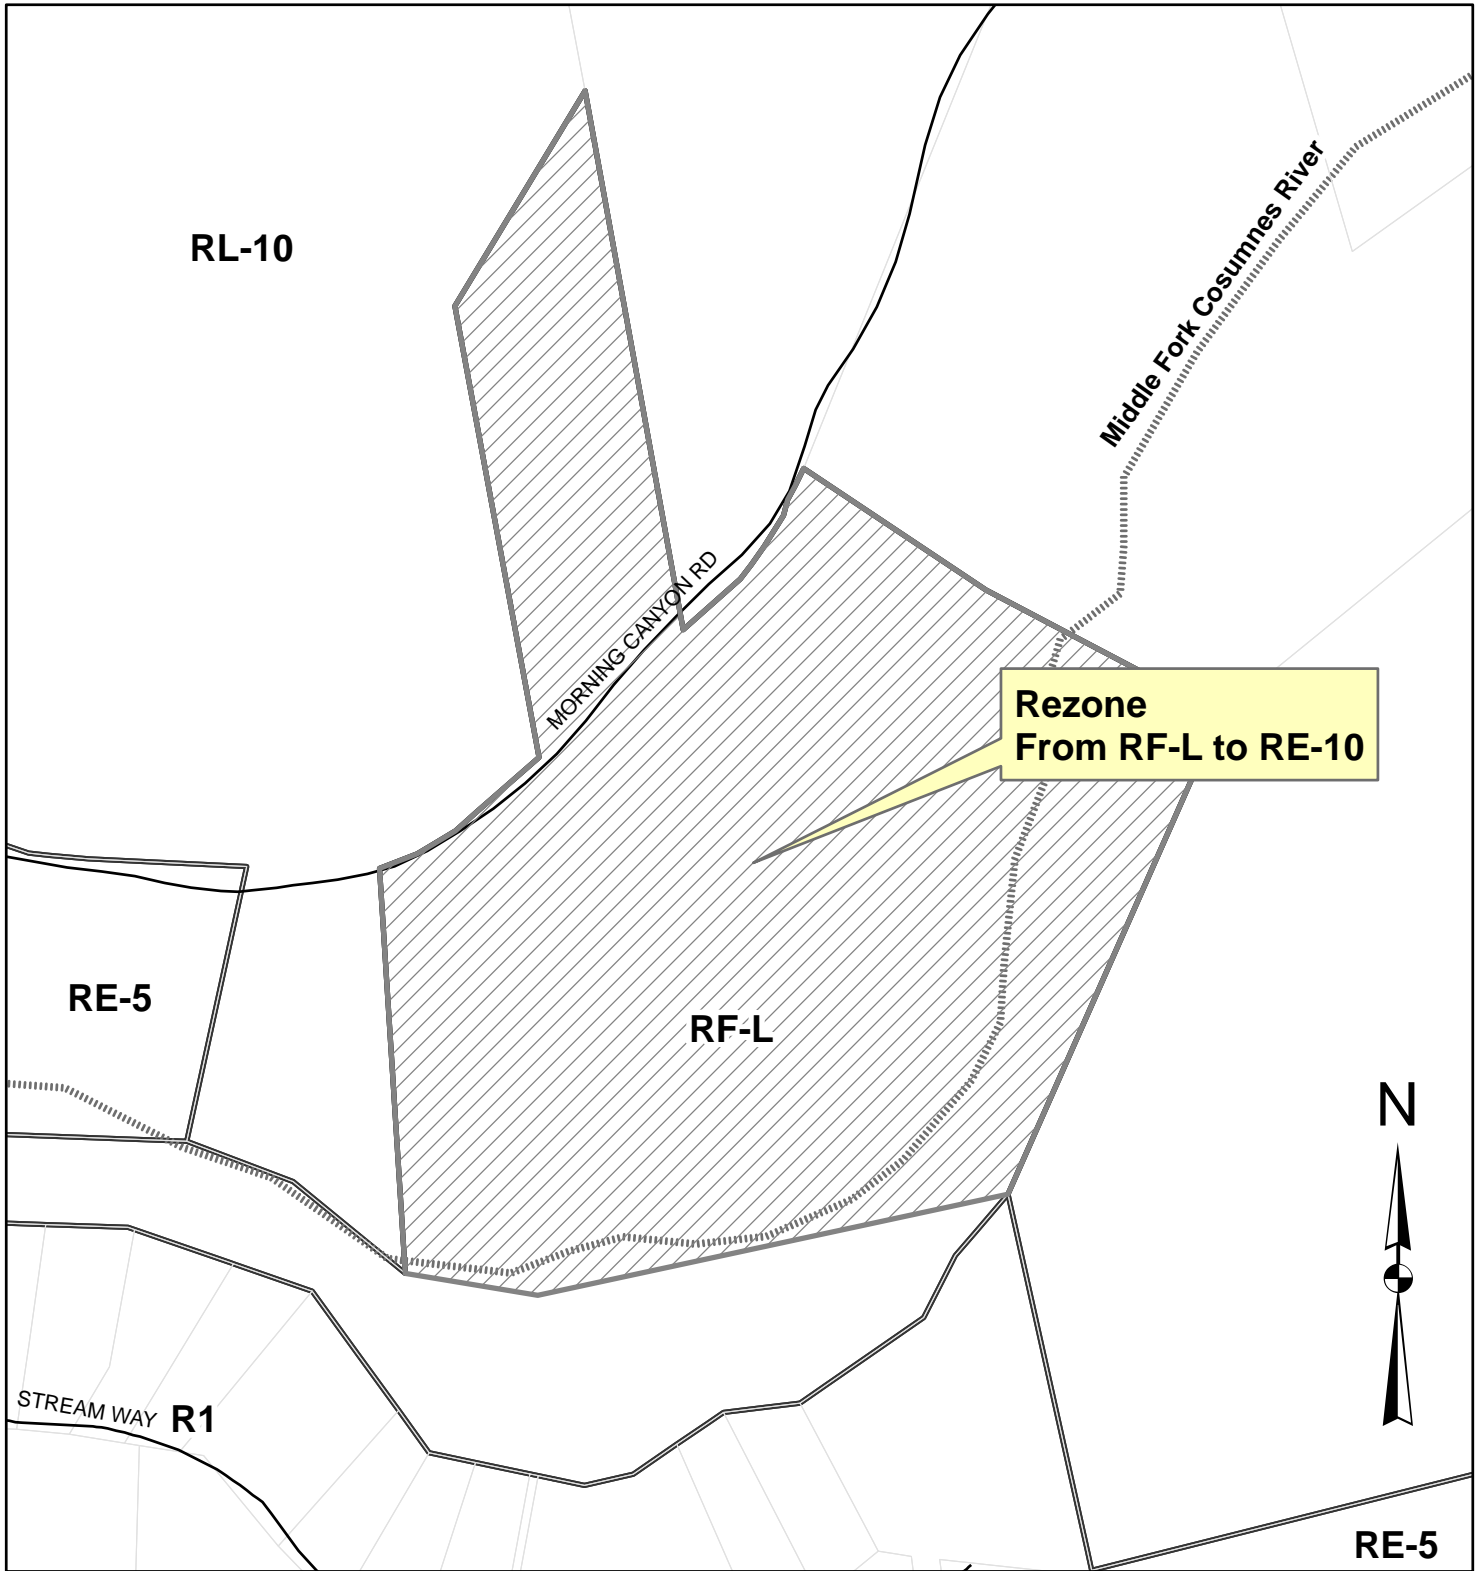 RL-10
Middle Fork Cosumnes River
MORNING CANYON RD
Rezone
From RF-L to RE-10
RE-5
RF-L
N
STREAM WAY
R1
RE-5